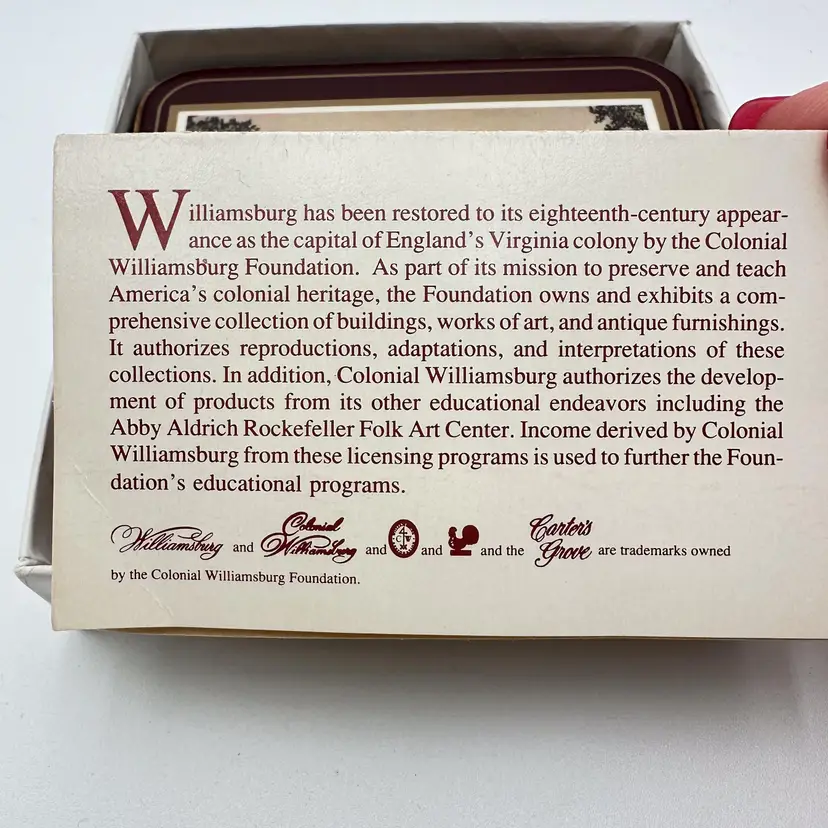 Williamsburg has been restored to its eighteenth-century appear-
ance as the capital of England's Virginia colony by the Colonial
Williamsburg Foundation. As part of its mission to preserve and teach
America's colonial heritage, the Foundation owns and exhibits a com-
prehensive collection of buildings, works of art, and antique furnishings.
It authorizes reproductions, adaptations, and interpretations of these
collections. In addition, Colonial Williamsburg authorizes the develop-
ment of products from its other educational endeavors including the
Abby Aldrich Rockefeller Folk Art Center. Income derived by Colonial
Williamsburg from these licensing programs is used to further the Foun-
dation's educational programs.
Williamsburg and Colonial Williamsburg and and and the Carter's Grove are trademarks owned
by the Colonial Williamsburg Foundation.